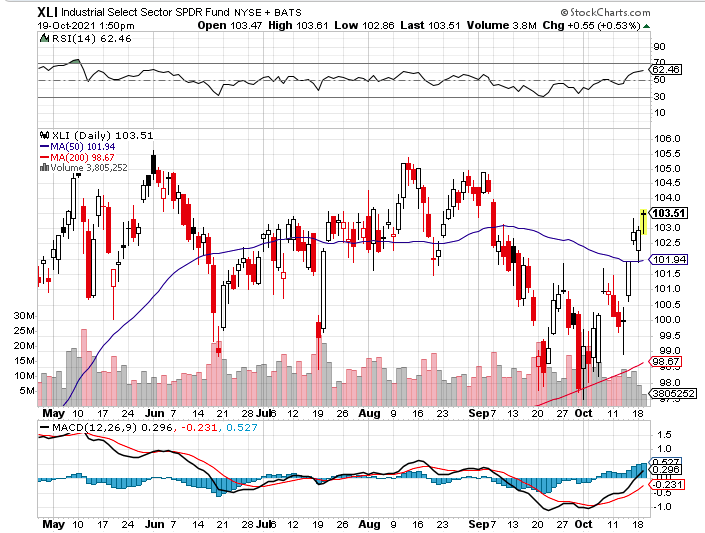 XLI Industrial Select Sector SPDR Fund NYSE + BATS © StockCharts.com
19-Oct-2021 1:50pm Open 103.47 High 103.61 Low 102.86 Last 103.51 Volume 3.8M Chg +0.55 (+0.53%)
RSI(14) 62.46
90
70
62.46
50
30
10
XLI (Daily) 103.51
MA(50) 101.94
MA(200) 98.67
Volume 3,805,252
106.0
105.5
105.0
104.5
104.0
103.51
103.0
102.5
101.94
101.5
101.0
100.5
100.0
99.5
99.0
98.67
98.0
3805252
30M
25M
20M
15M
10M
5M
May 10 17 24 Jun 7 14 21 28 Jul 6 12 19 26 Aug 9 16 23 Sep 7 13 20 27 Oct 11 18
MACD(12,26,9) 0.296, -0.231, 0.527
1.5
1.0
0.527
0.296
-0.231
-0.5
-1.0
May 10 17 24 Jun 7 14 21 28 Jul 6 12 19 26 Aug 9 16 23 Sep 7 13 20 27 Oct 11 18